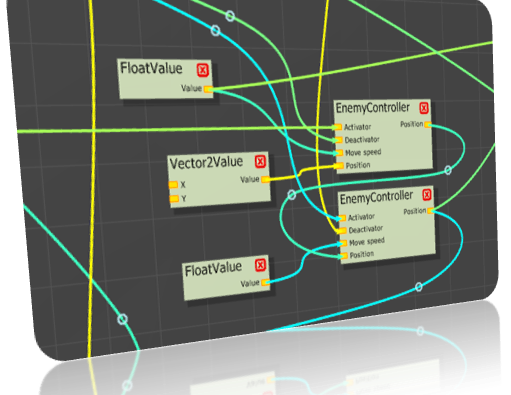 FloatValue
Value
EnemyController
Activator
Position
Deactivator
Move speed
Position
Vector2Value
Value
X
Y
EnemyController
Activator
Position
Deactivator
Move speed
Position
FloatValue
Value